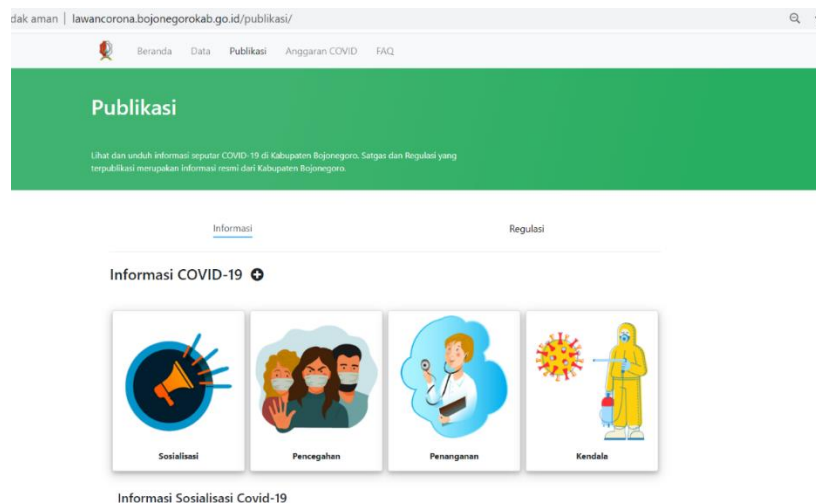 dak aman | lawancorona.bojonegorokab.go.id/publikasi/
Beranda Data Publikasi Anggaran COVID FAQ
Publikasi
Lihat dan unduh informasi seputar COVID-19 di Kabupaten Bojonegoro. Satgas dan Regulasi yang
terpublikasi merupakan informasi resmi dari Kabupaten Bojonegoro.
Informasi Regulasi
Informasi COVID-19
Sosialisasi Pencegahan Penanganan Kendala
Informasi Sosialisasi Covid-19